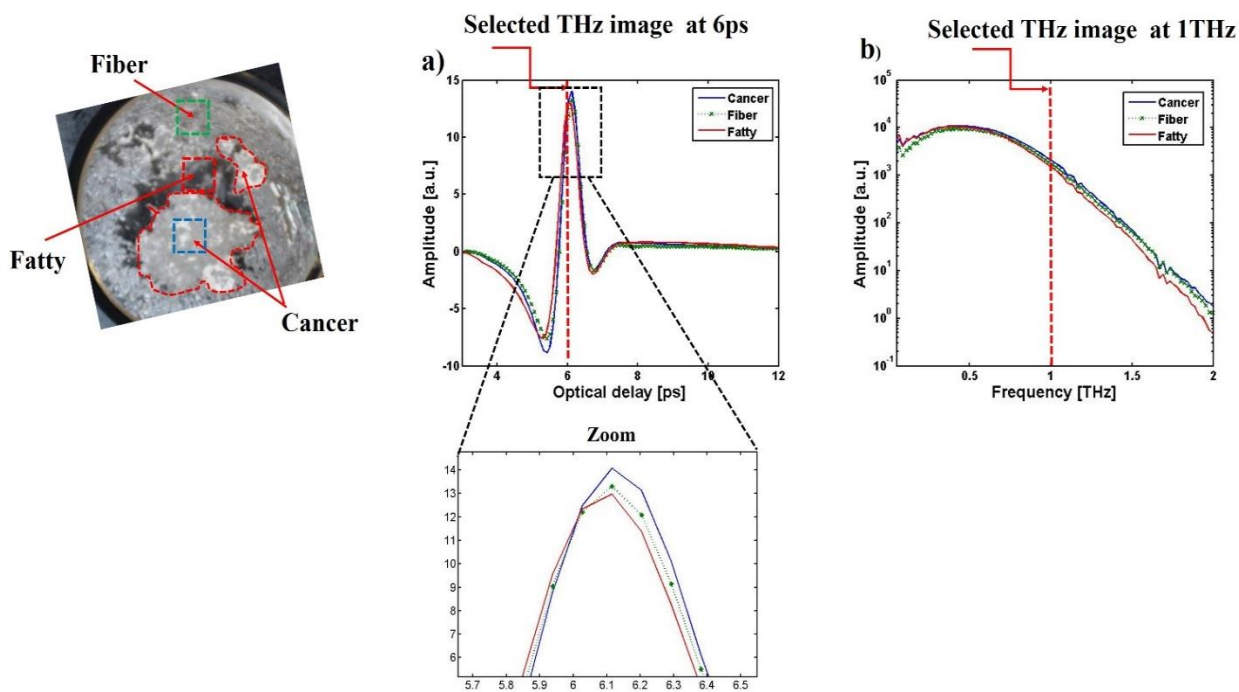 Fiber
Fatty
Cancer
Selected THz image at 6ps
a)
15
10
5
0
-5
-10
Amplitude [a.u.]
4
6
8
10
12
Optical delay [ps]
Cancer
Fiber
Fatty
Zoom
14
13
12
11
10
9
8
7
6
5.7 5.8 5.9 6 6.1 6.2 6.3 6.4 6.5
Selected THz image at 1THz
b)
10^5
10^4
10^3
10^2
10^1
10^0
10^-1
Amplitude [a.u.]
0.5
1
1.5
2
Frequency [THz]
Cancer
Fiber
Fatty